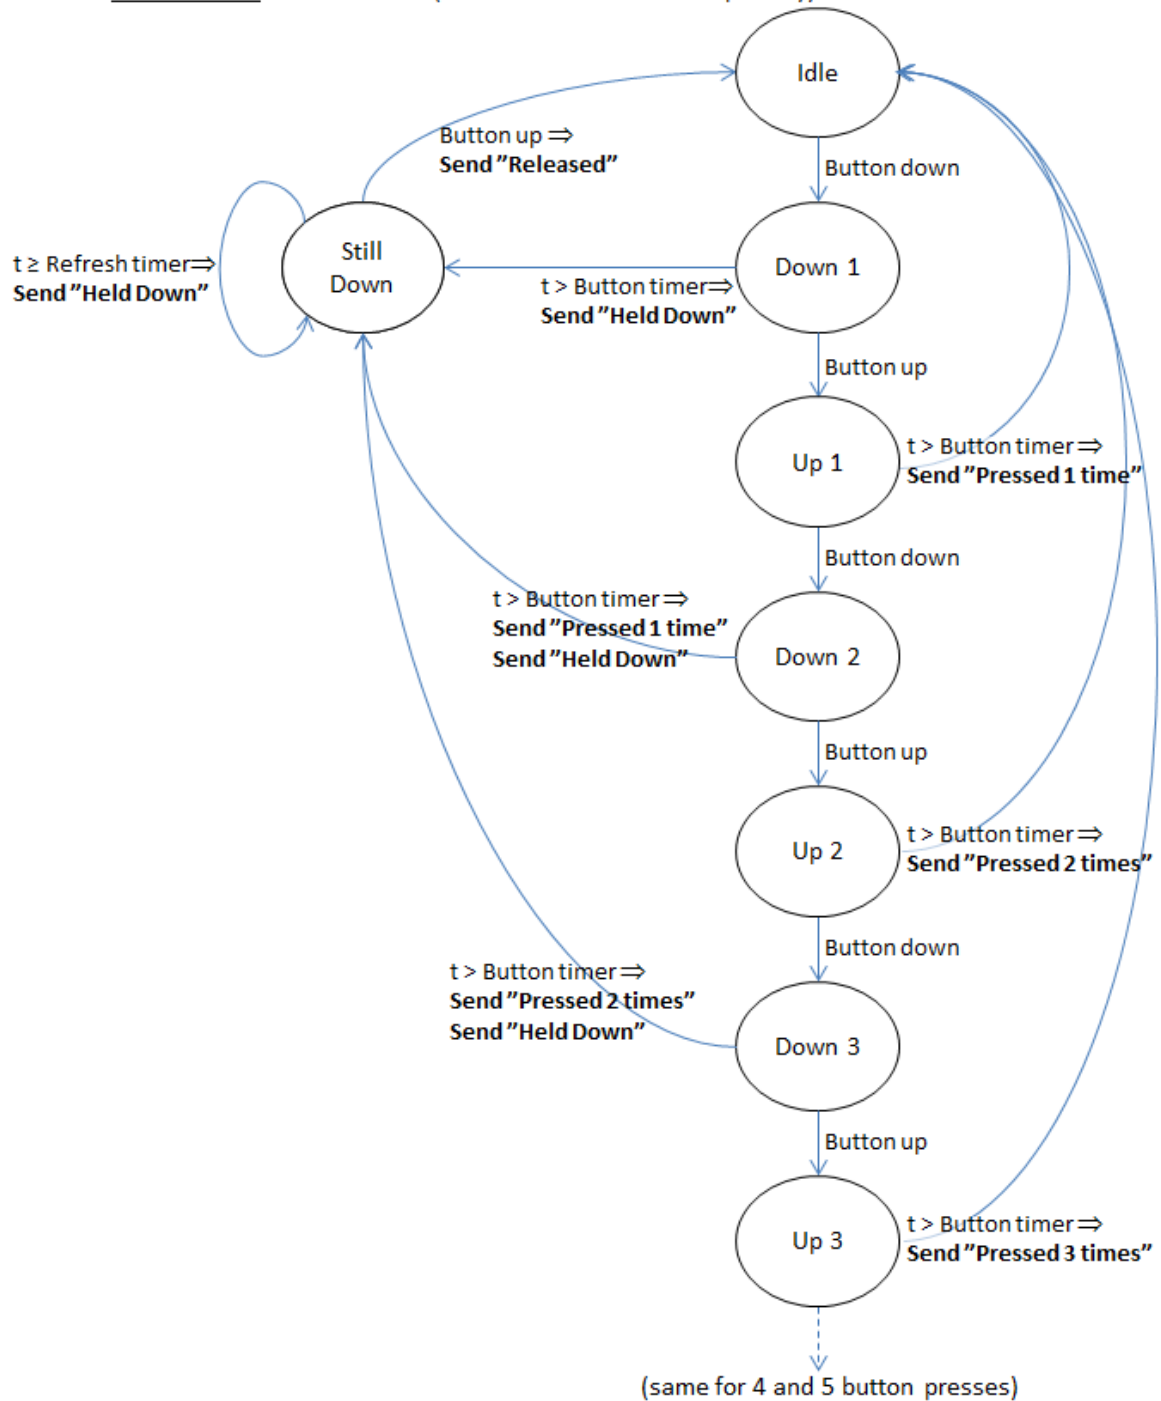 Idle
Button up ⇒
Send ”Released”
Button down
Still
Down
Down 1
t ≥ Refresh timer⇒
Send ”Held Down”
t > Button timer⇒
Send ”Held Down”
Button up
Up 1
t > Button timer⇒
Send ”Pressed 1 time”
Button down
t > Button timer⇒
Send ”Pressed 1 time”
Send ”Held Down”
Down 2
Button up
Up 2
t > Button timer⇒
Send ”Pressed 2 times”
Button down
t > Button timer⇒
Send ”Pressed 2 times”
Send ”Held Down”
Down 3
Button up
Up 3
t > Button timer⇒
Send ”Pressed 3 times”
(same for 4 and 5 button presses)